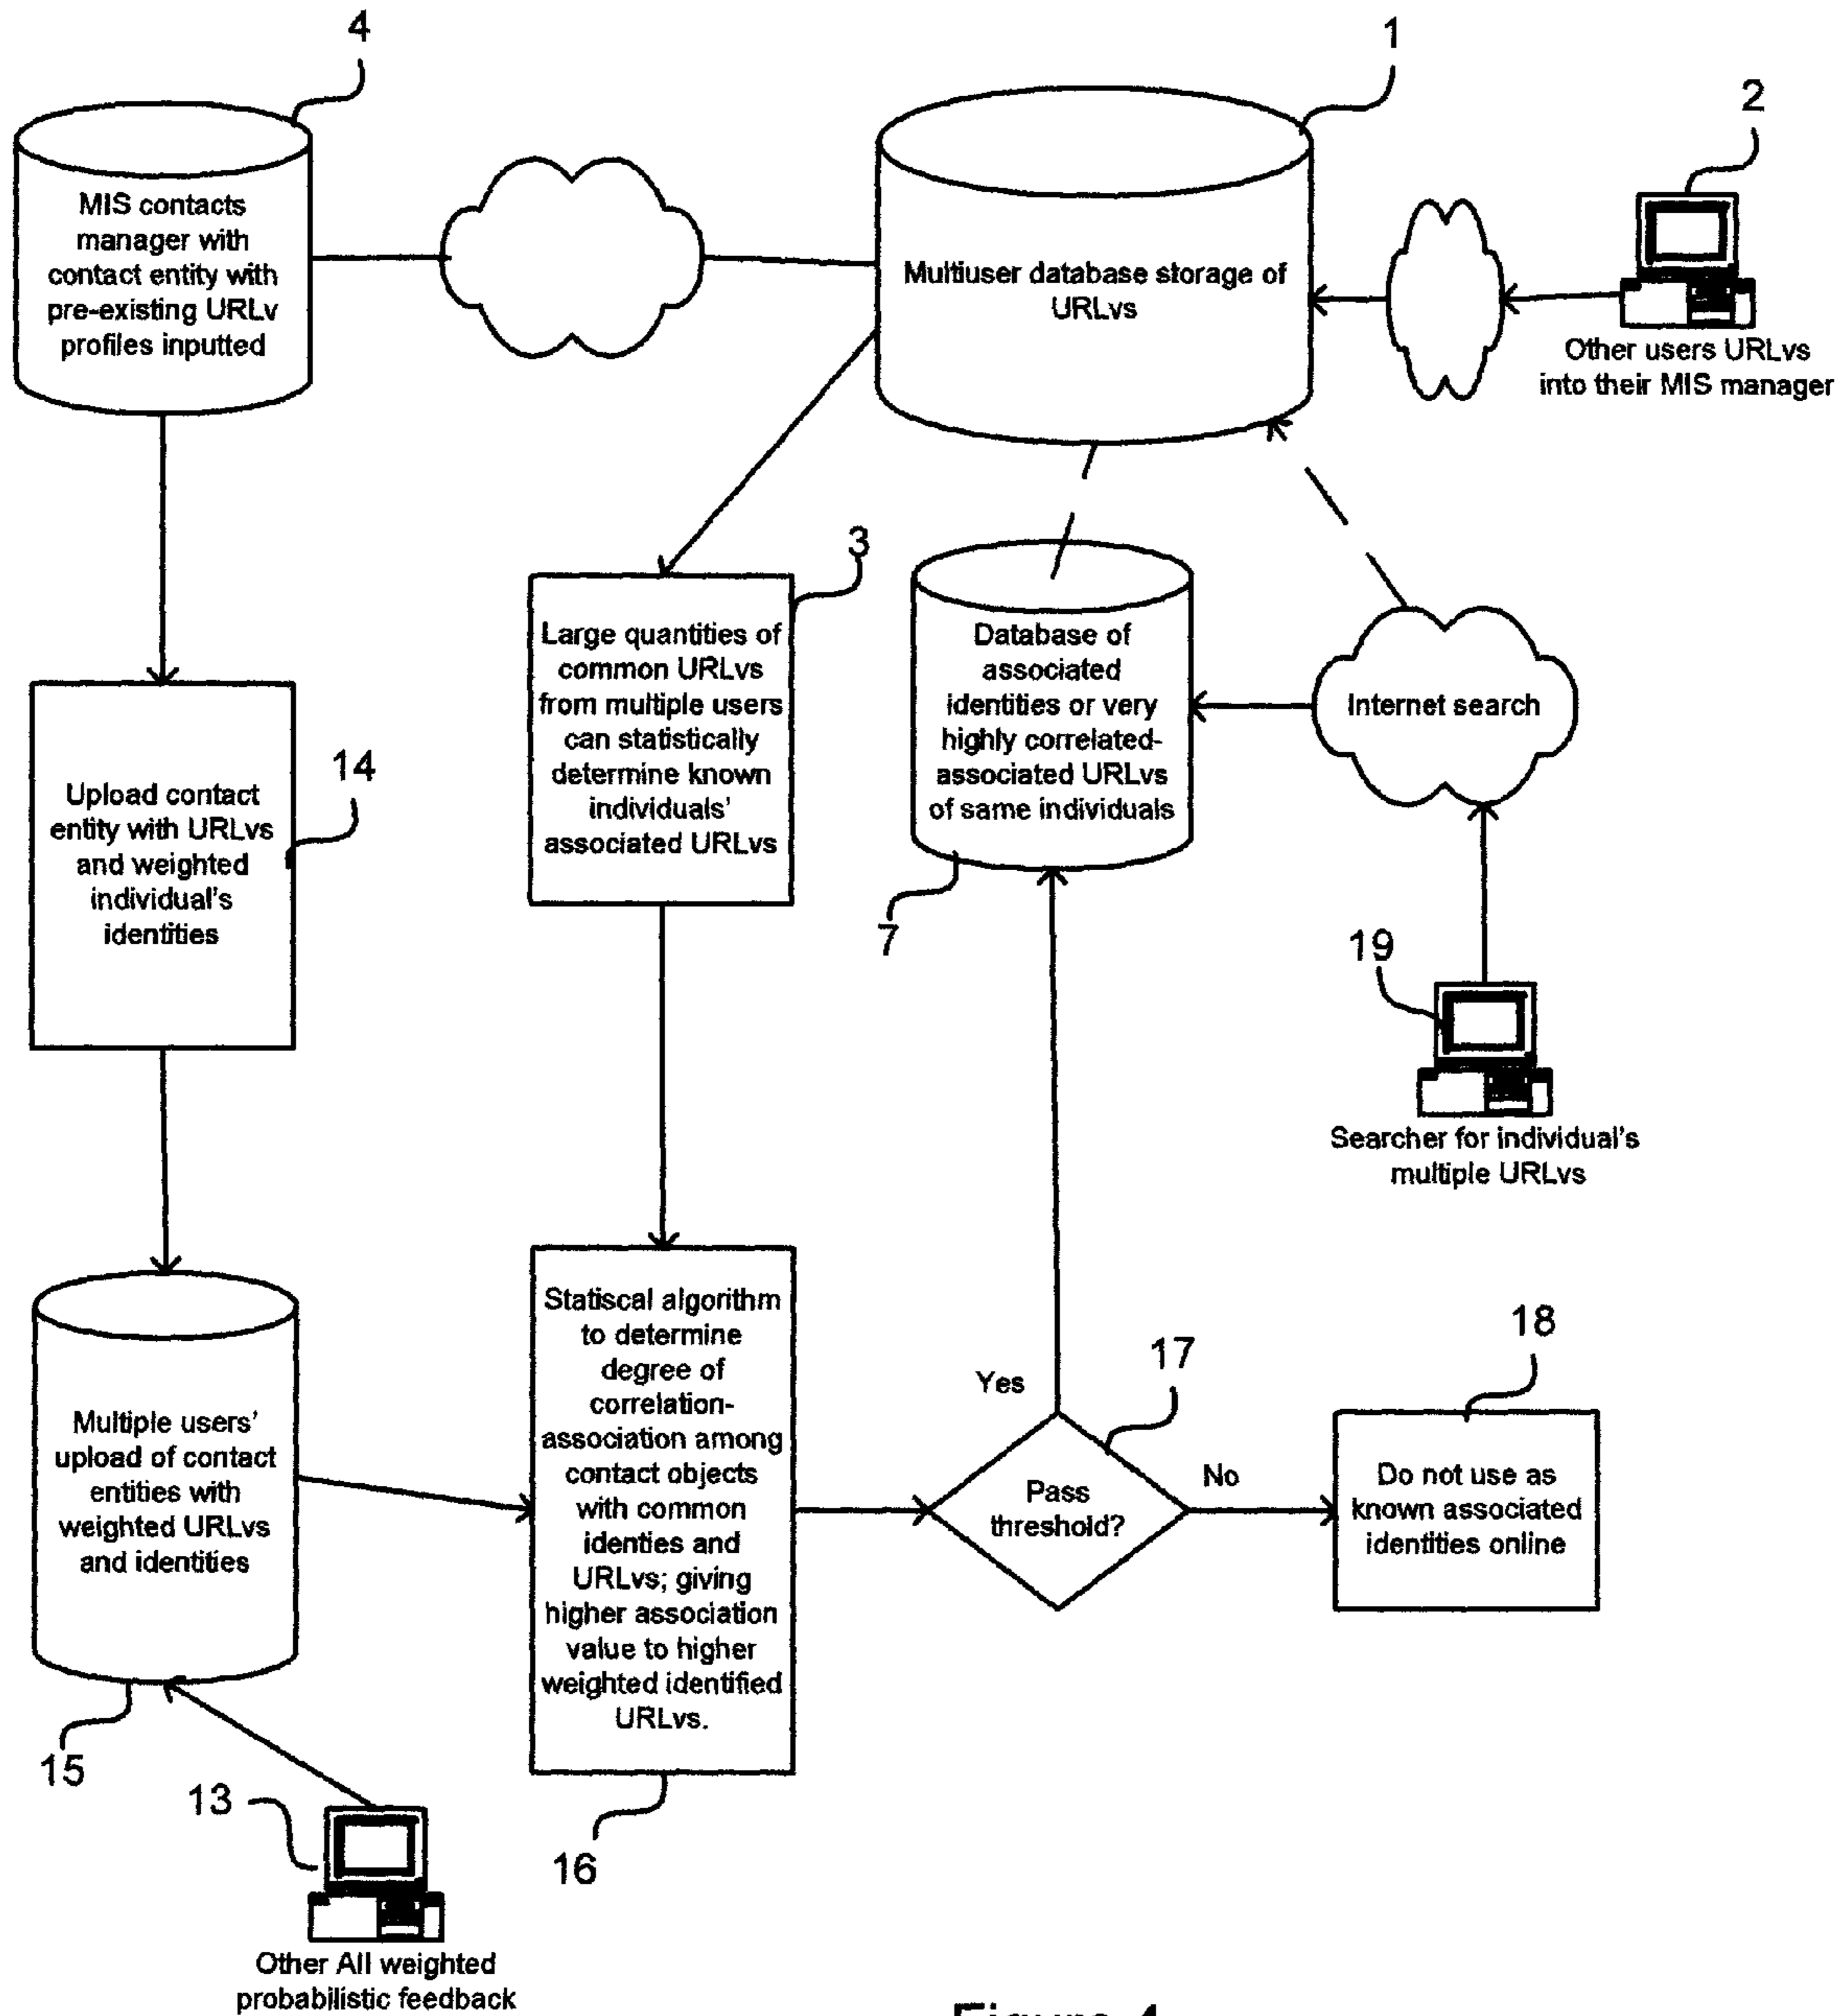 4
1
2
MIS contacts
manager with
contact entity with
pre-existing URLv
profiles inputted
Multiuser database storage of
URLvs
Other users URLvs
into their MIS manager
3
Large quantities of
common URLvs
from multiple users
can statistically
determine known
individuals'
associated URLvs
Database of
associated
identities or very
highly correlated-
associated URLvs
of same individuals
7
Internet search
14
Upload contact
entity with URLvs
and weighted
individual's
identities
19
Searcher for individual's
multiple URLvs
Multiple users'
upload of contact
entities with
weighted URLvs
and identities
15
Statiscal algorithm
to determine
degree of
correlation-
association among
contact objects
with common
identies and
URLvs; giving
higher association
value to higher
weighted identified
URLvs.
16
17
Yes
Pass
threshold?
No
18
Do not use as
known associated
identities online
13
Other All weighted
probabilistic feedback